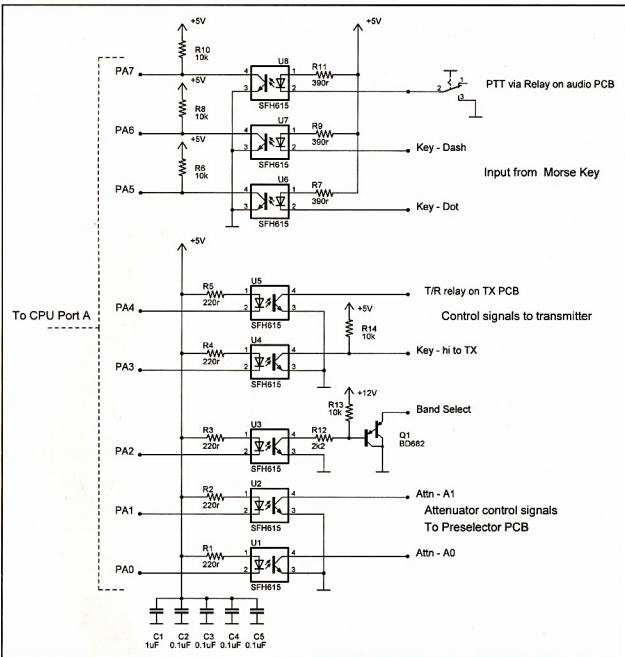 +5V
+5V
R10
10k
U8
R11
390r
PA7
4
1
3
2
SFH615
2
1
3
PTT via Relay on audio PCB
+5V
R8
10k
U7
R9
390r
PA6
4
1
3
2
SFH615
Key - Dash
+5V
R6
10k
Input from Morse Key
U6
R7
390r
PA5
4
1
3
2
SFH615
Key - Dot
+5V
R5
220r
U5
1
4
2
3
SFH615
PA4
T/R relay on TX PCB
To CPU Port A
Control signals to transmitter
+5V
R14
10k
R4
220r
U4
1
4
2
3
SFH615
PA3
Key - hi to TX
+12V
R13
10k
Band Select
R3
220r
U3
1
4
2
3
SFH615
R12
2k2
Q1
BD682
PA2
R2
220r
U2
1
4
2
3
SFH615
PA1
Attn - A1
Attenuator control signals
To Preselector PCB
R1
220r
U1
1
4
2
3
SFH615
PA0
Attn - A0
C1 C2 C3 C4 C5
1uF 0.1uF 0.1uF 0.1uF 0.1uF